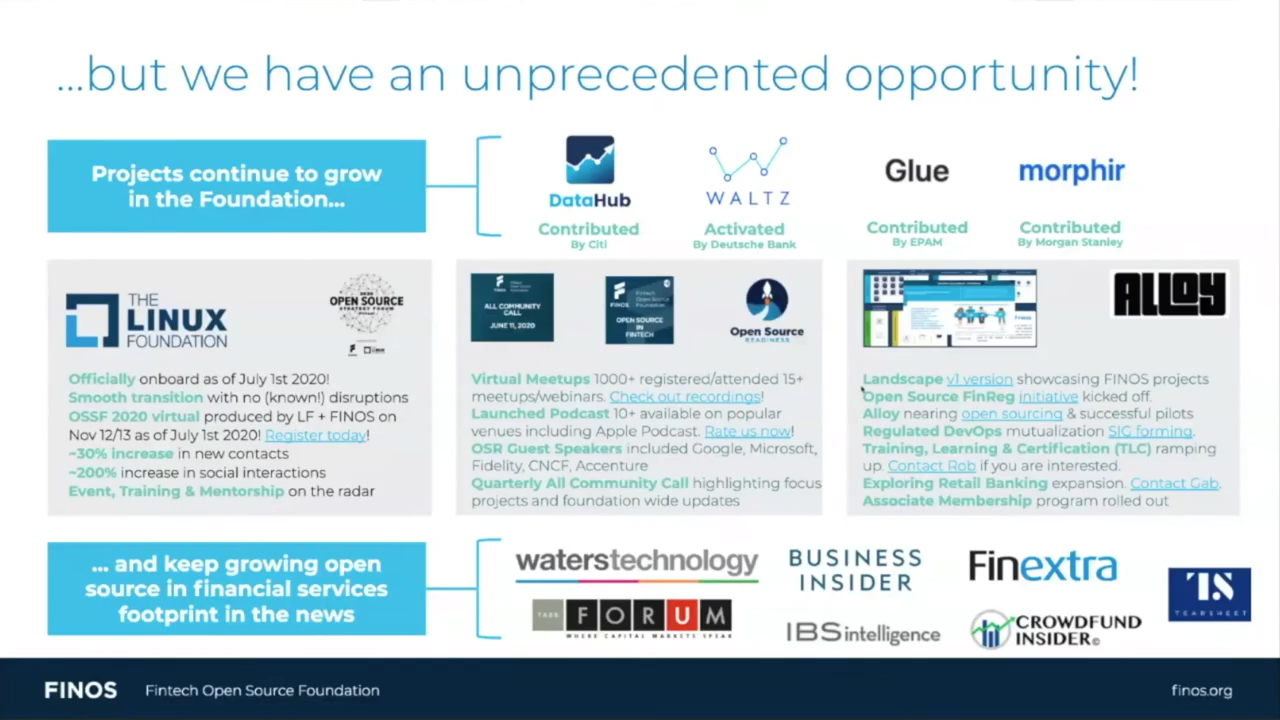 ...but we have an unprecedented opportunity!
Projects continue to grow
in the Foundation...
DataHub
Contributed
By Citi
WALTZ
Activated
By Deutsche Bank
Glue
Contributed
By EPAM
morphir
Contributed
By Morgan Stanley
THE
LINUX
FOUNDATION
2020
OPEN SOURCE
STRATEGY FORUM
Officially onboard as of July 1st 2020!
Smooth transition with no (known!) disruptions
OSSF 2020 virtual produced by LF + FINOS on
Nov 12/13 as of July 1st 2020! Register today!
~30% increase in new contacts
~200% increase in social interactions
Event, Training & Mentorship on the radar
FINOS
ALL COMMUNITY
CALL
JUNE 11, 2020
FINOS
Fintech
Open Source
Foundation
OPEN SOURCE
IN
FINTECH
Open Source
READINESS
Virtual Meetups 1000+ registered/attended 15+
meetups/webinars. Check out recordings!
Launched Podcast 10+ available on popular
venues including Apple Podcast. Rate us now!
OSR Guest Speakers included Google, Microsoft,
Fidelity, CNCF, Accenture
Quarterly All Community Call highlighting focus
projects and foundation wide updates
FINOS
ALLOY
Landscape v1 version showcasing FINOS projects
Open Source FinReg initiative kicked off.
Alloy nearing open sourcing & successful pilots
Regulated DevOps mutualization SIG forming.
Training, Learning & Certification (TLC) ramping
up. Contact Rob if you are interested.
Exploring Retail Banking expansion. Contact Gab.
Associate Membership program rolled out
... and keep growing open
source in financial services
footprint in the news
waterstechnology
TABB FORUM
WHERE CAPITAL MARKETS SPEAK
BUSINESS
INSIDER
IBSintelligence
Finextra
CROWDFUND
INSIDER©
TS
TEARSHEET
FINOS Fintech Open Source Foundation
finos.org